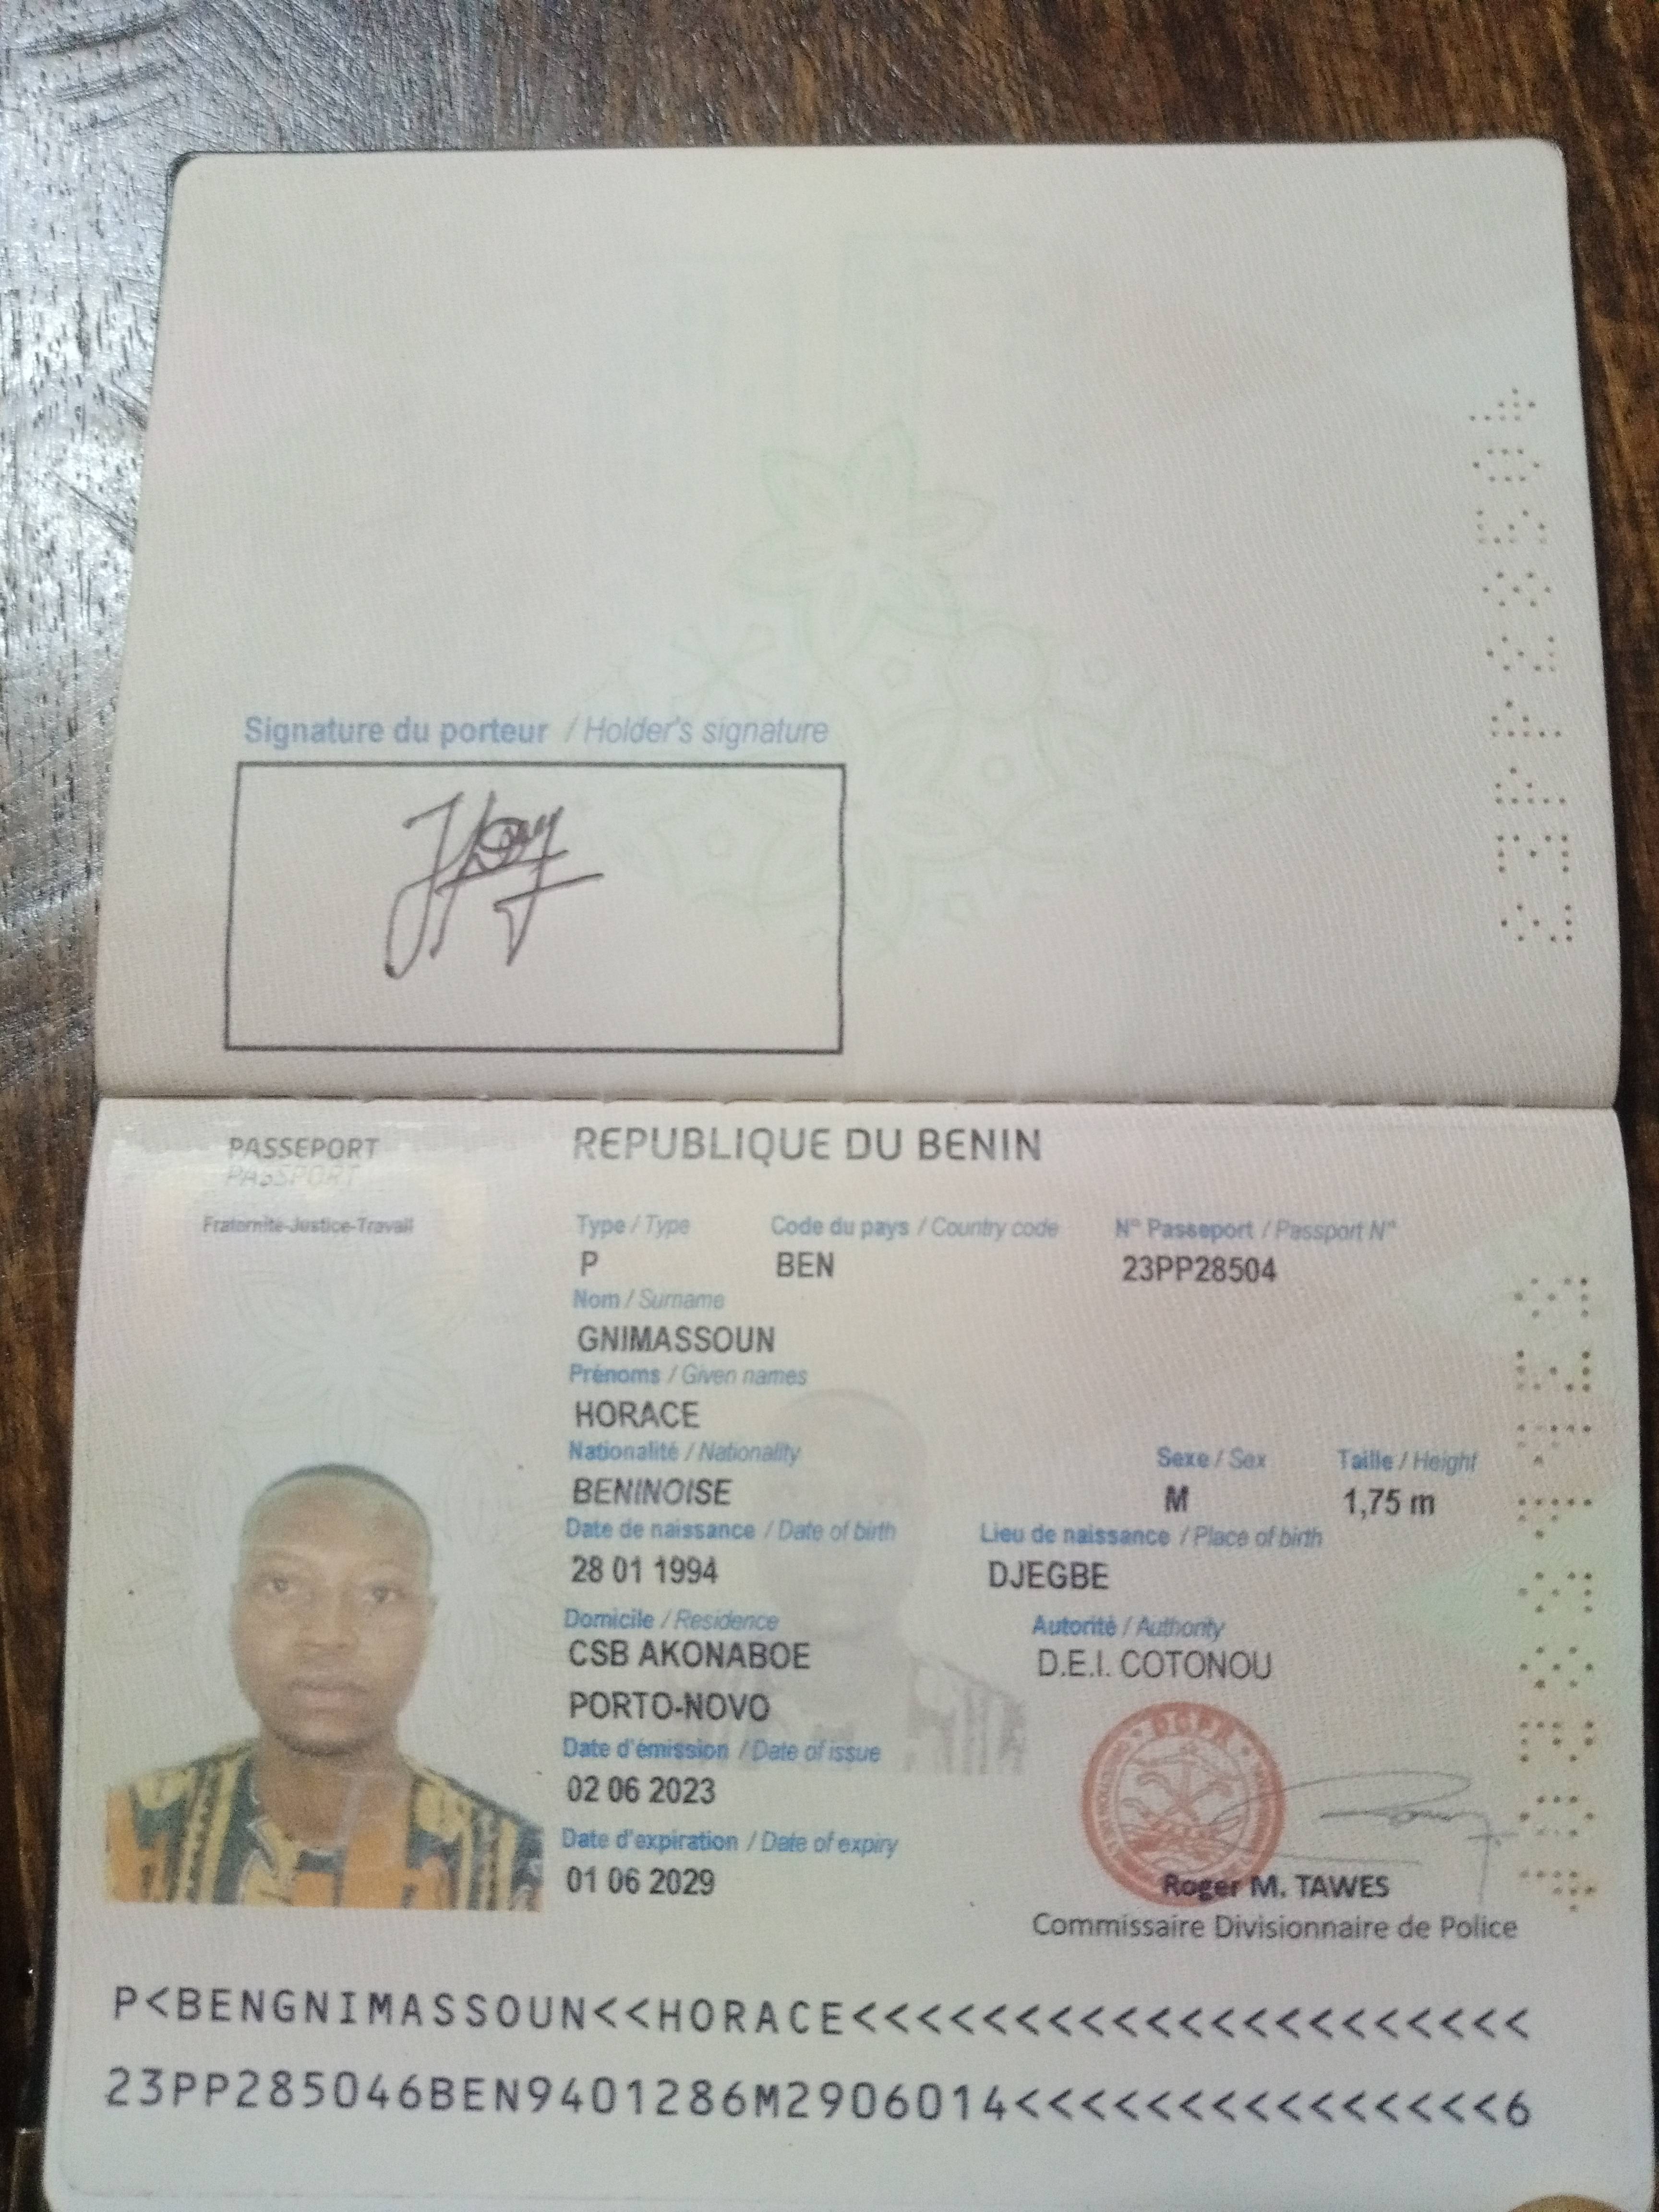 Signature du porteur / Holder's signature
PASSEPORT
PASSPORT
Fraternité-Justice-Travail
REPUBLIQUE DU BENIN
Type / Type Code du pays / Country code N° Passeport / Passport N°
P BEN 23PP28504
Nom / Surname
GNIMASSOUN
Prénoms / Given names
HORACE
Nationalité / Nationality Sexe / Sex Taille / Height
BENINOISE M 1,75 m
Date de naissance / Date of birth Lieu de naissance / Place of birth
28 01 1994 DJEGBE
Domicile / Residence Autorité / Authority
CSB AKONABOE D.E.I. COTONOU
PORTO-NOVO
Date d'émission / Date of issue
02 06 2023
Date d'expiration / Date of expiry
01 06 2029
DGPR
Roger M. TAWES
Commissaire Divisionnaire de Police
P<BENGNIMASSOUN<<HORACE<<<<<<<<<<<<<<<<<<<<<
23PP285046BEN9401286M2906014<<<<<<<<<<<<<<<6